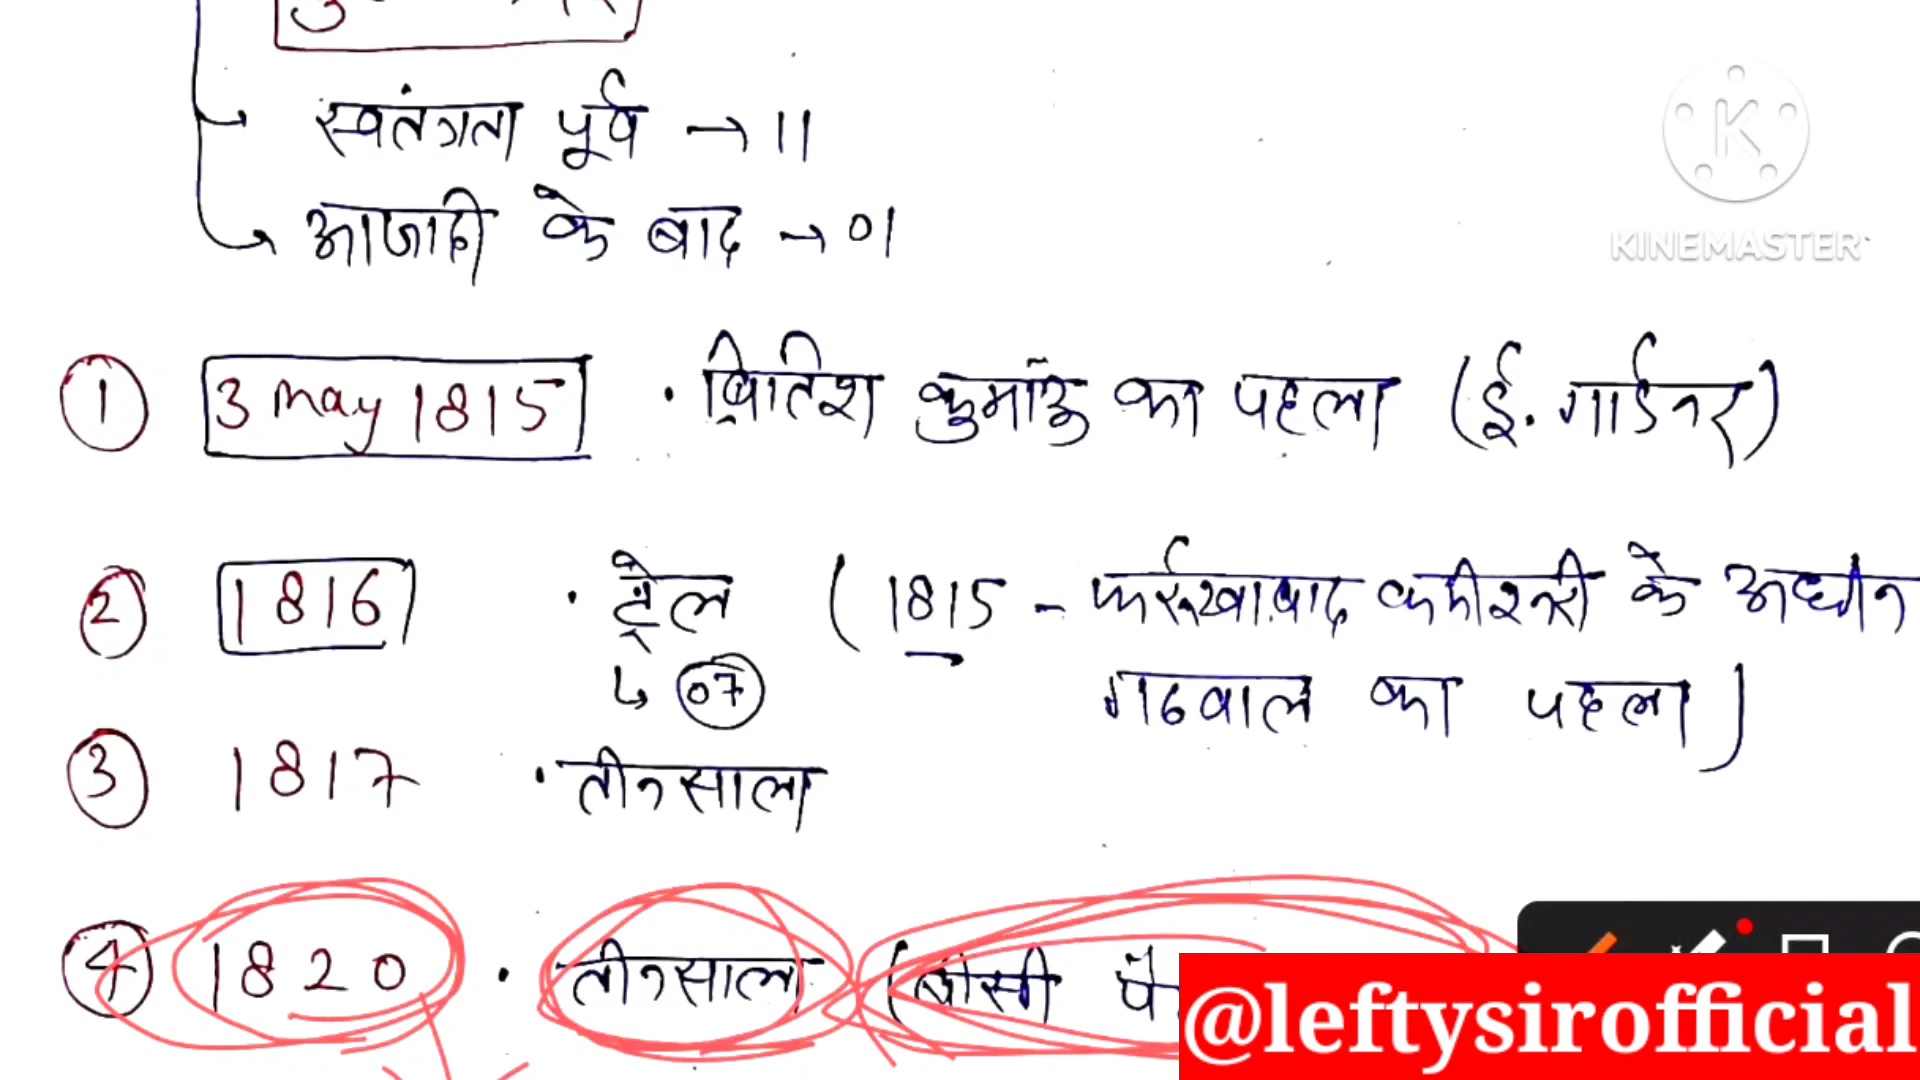 स्वतंत्रता पूर्व → 11
आजादी के बाद → 01
KINEMASTER
① 3 may 1815 • ब्रितिश कुमाँऊ का पहला (ई. गार्डनर)
② 1816 • ट्रेल (1815 - फर्रूखाबाद कमीश्नरी के अधीन
↳ 07 गढवाल का पहला)
③ 1817 • तीनसाला
④ 1820 • तीनसाला (बीसी
@leftysirofficial